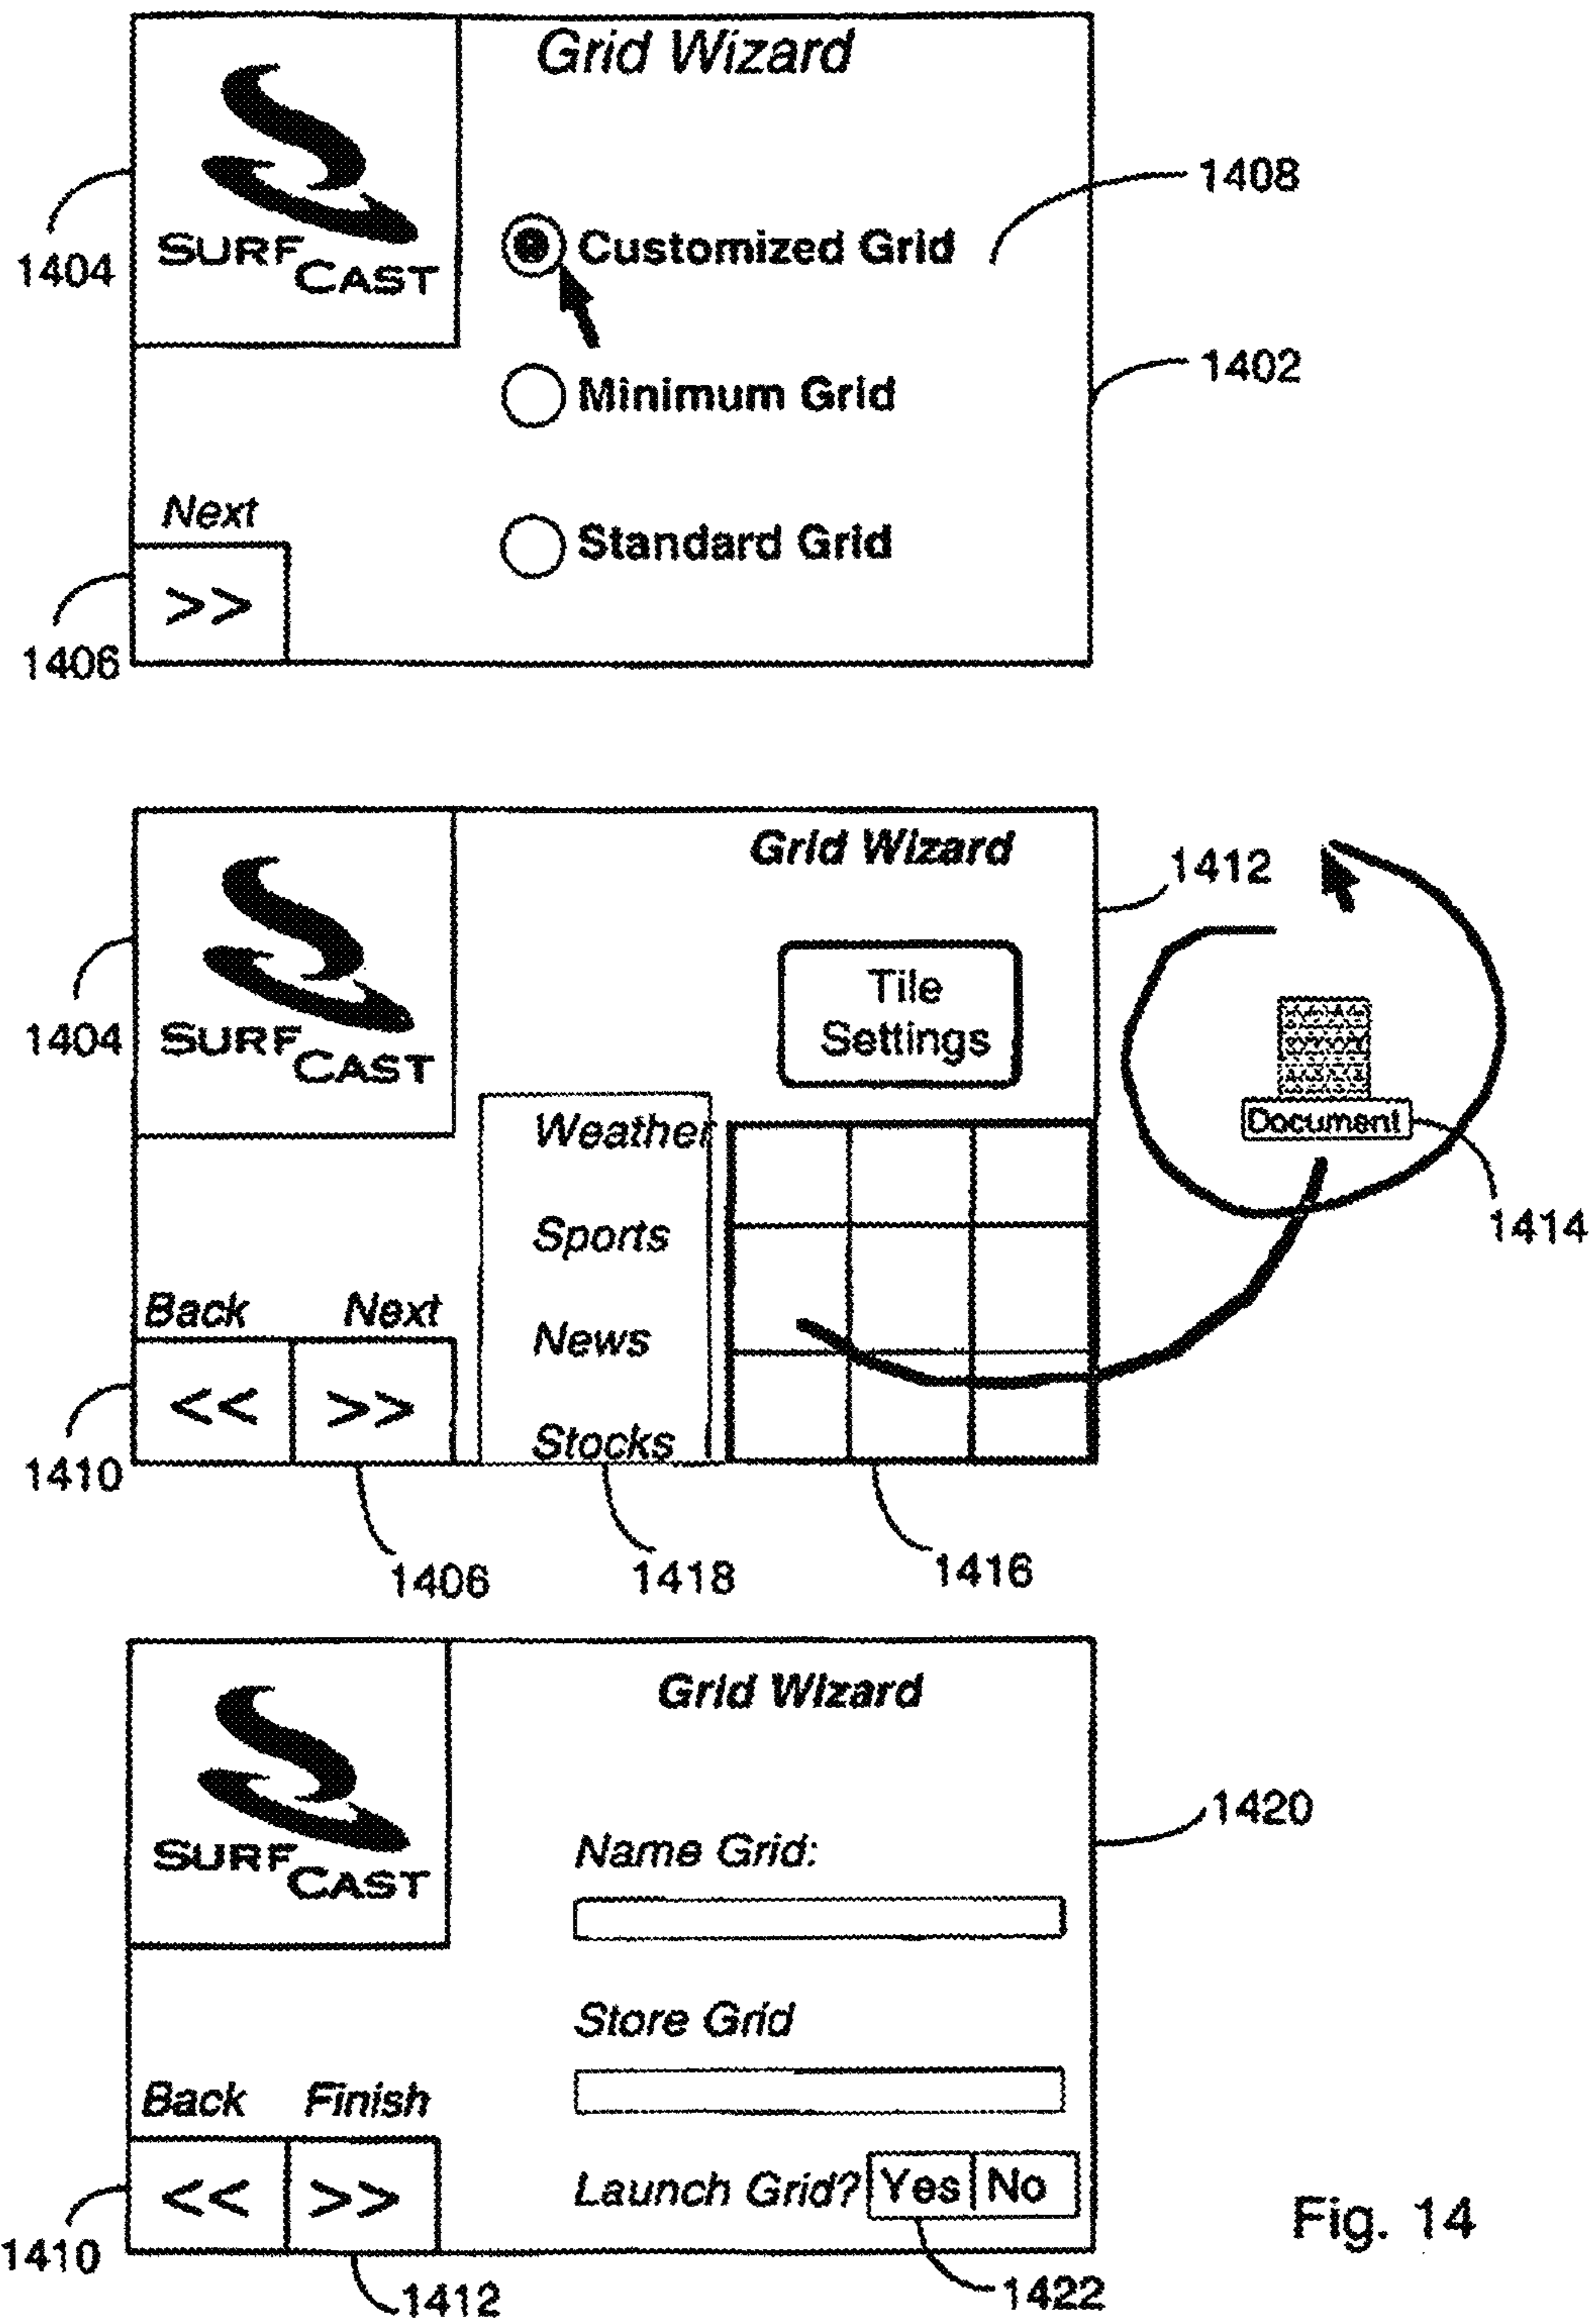 Grid Wizard
1408
Customized Grid
SURF
CAST
1404
1402
Minimum Grid
Next
Standard Grid
>>
1406
Grid Wizard
1412
Tile
Settings
1404
SURF
CAST
Document
Weather
1414
Sports
Back Next
News
<< >>
Stocks
1410
1406 1418 1416
Grid Wizard
1420
Name Grid:
SURF
CAST
Store Grid
Back Finish
<< >>
Launch Grid? Yes No
1410
1412
1422
Fig. 14